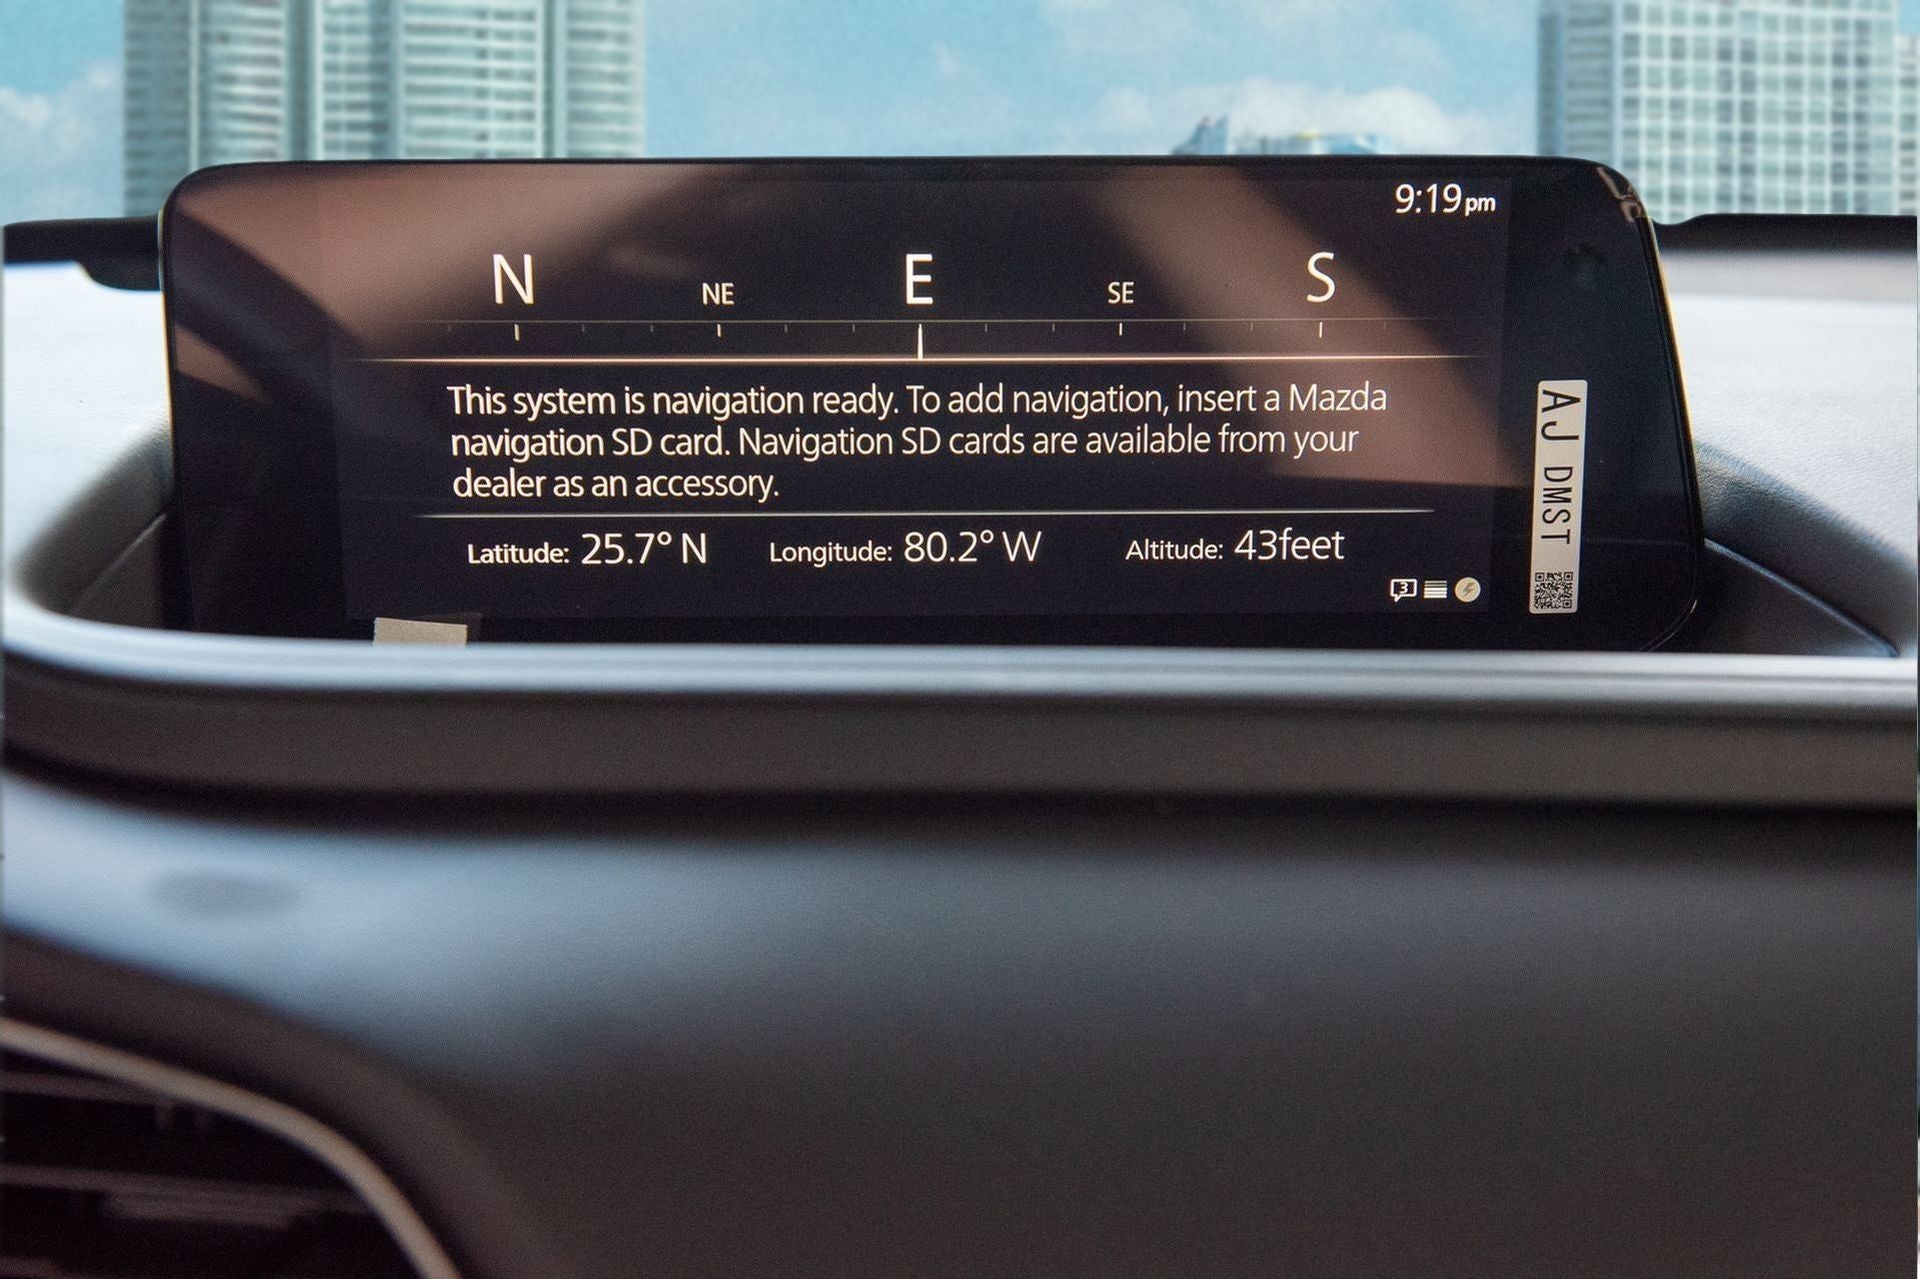 9:19pm
N NE E SE S
This system is navigation ready. To add navigation, insert a Mazda
navigation SD card. Navigation SD cards are available from your
dealer as an accessory.
Latitude: 25.7° N Longitude: 80.2° W Altitude: 43feet
3
AJ DMST